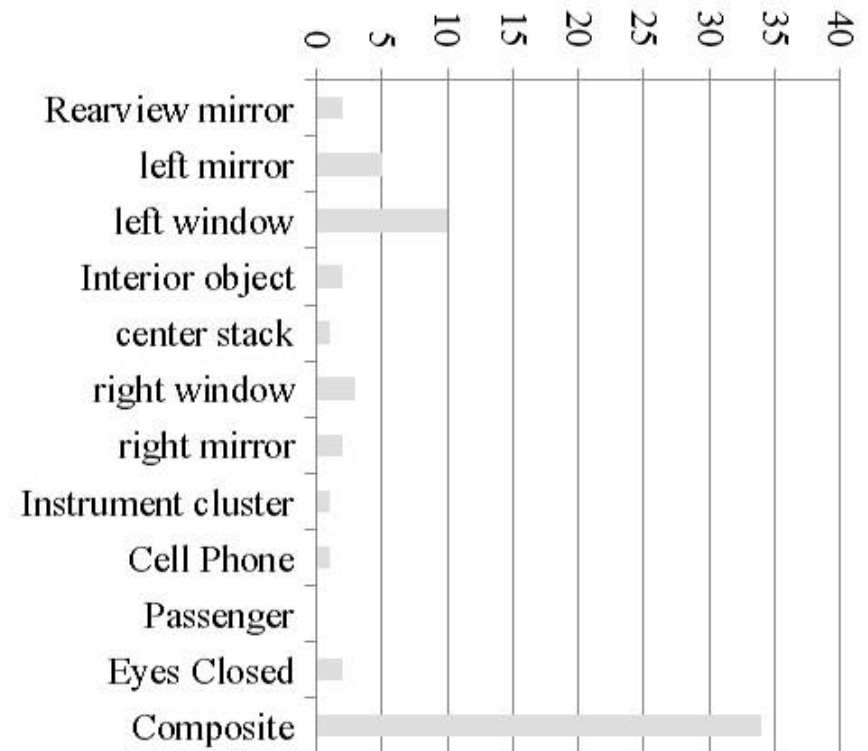 0 5 10 15 20 25 30 35 40
Rearview mirror
left mirror
left window
Interior object
center stack
right window
right mirror
Instrument cluster
Cell Phone
Passenger
Eyes Closed
Composite